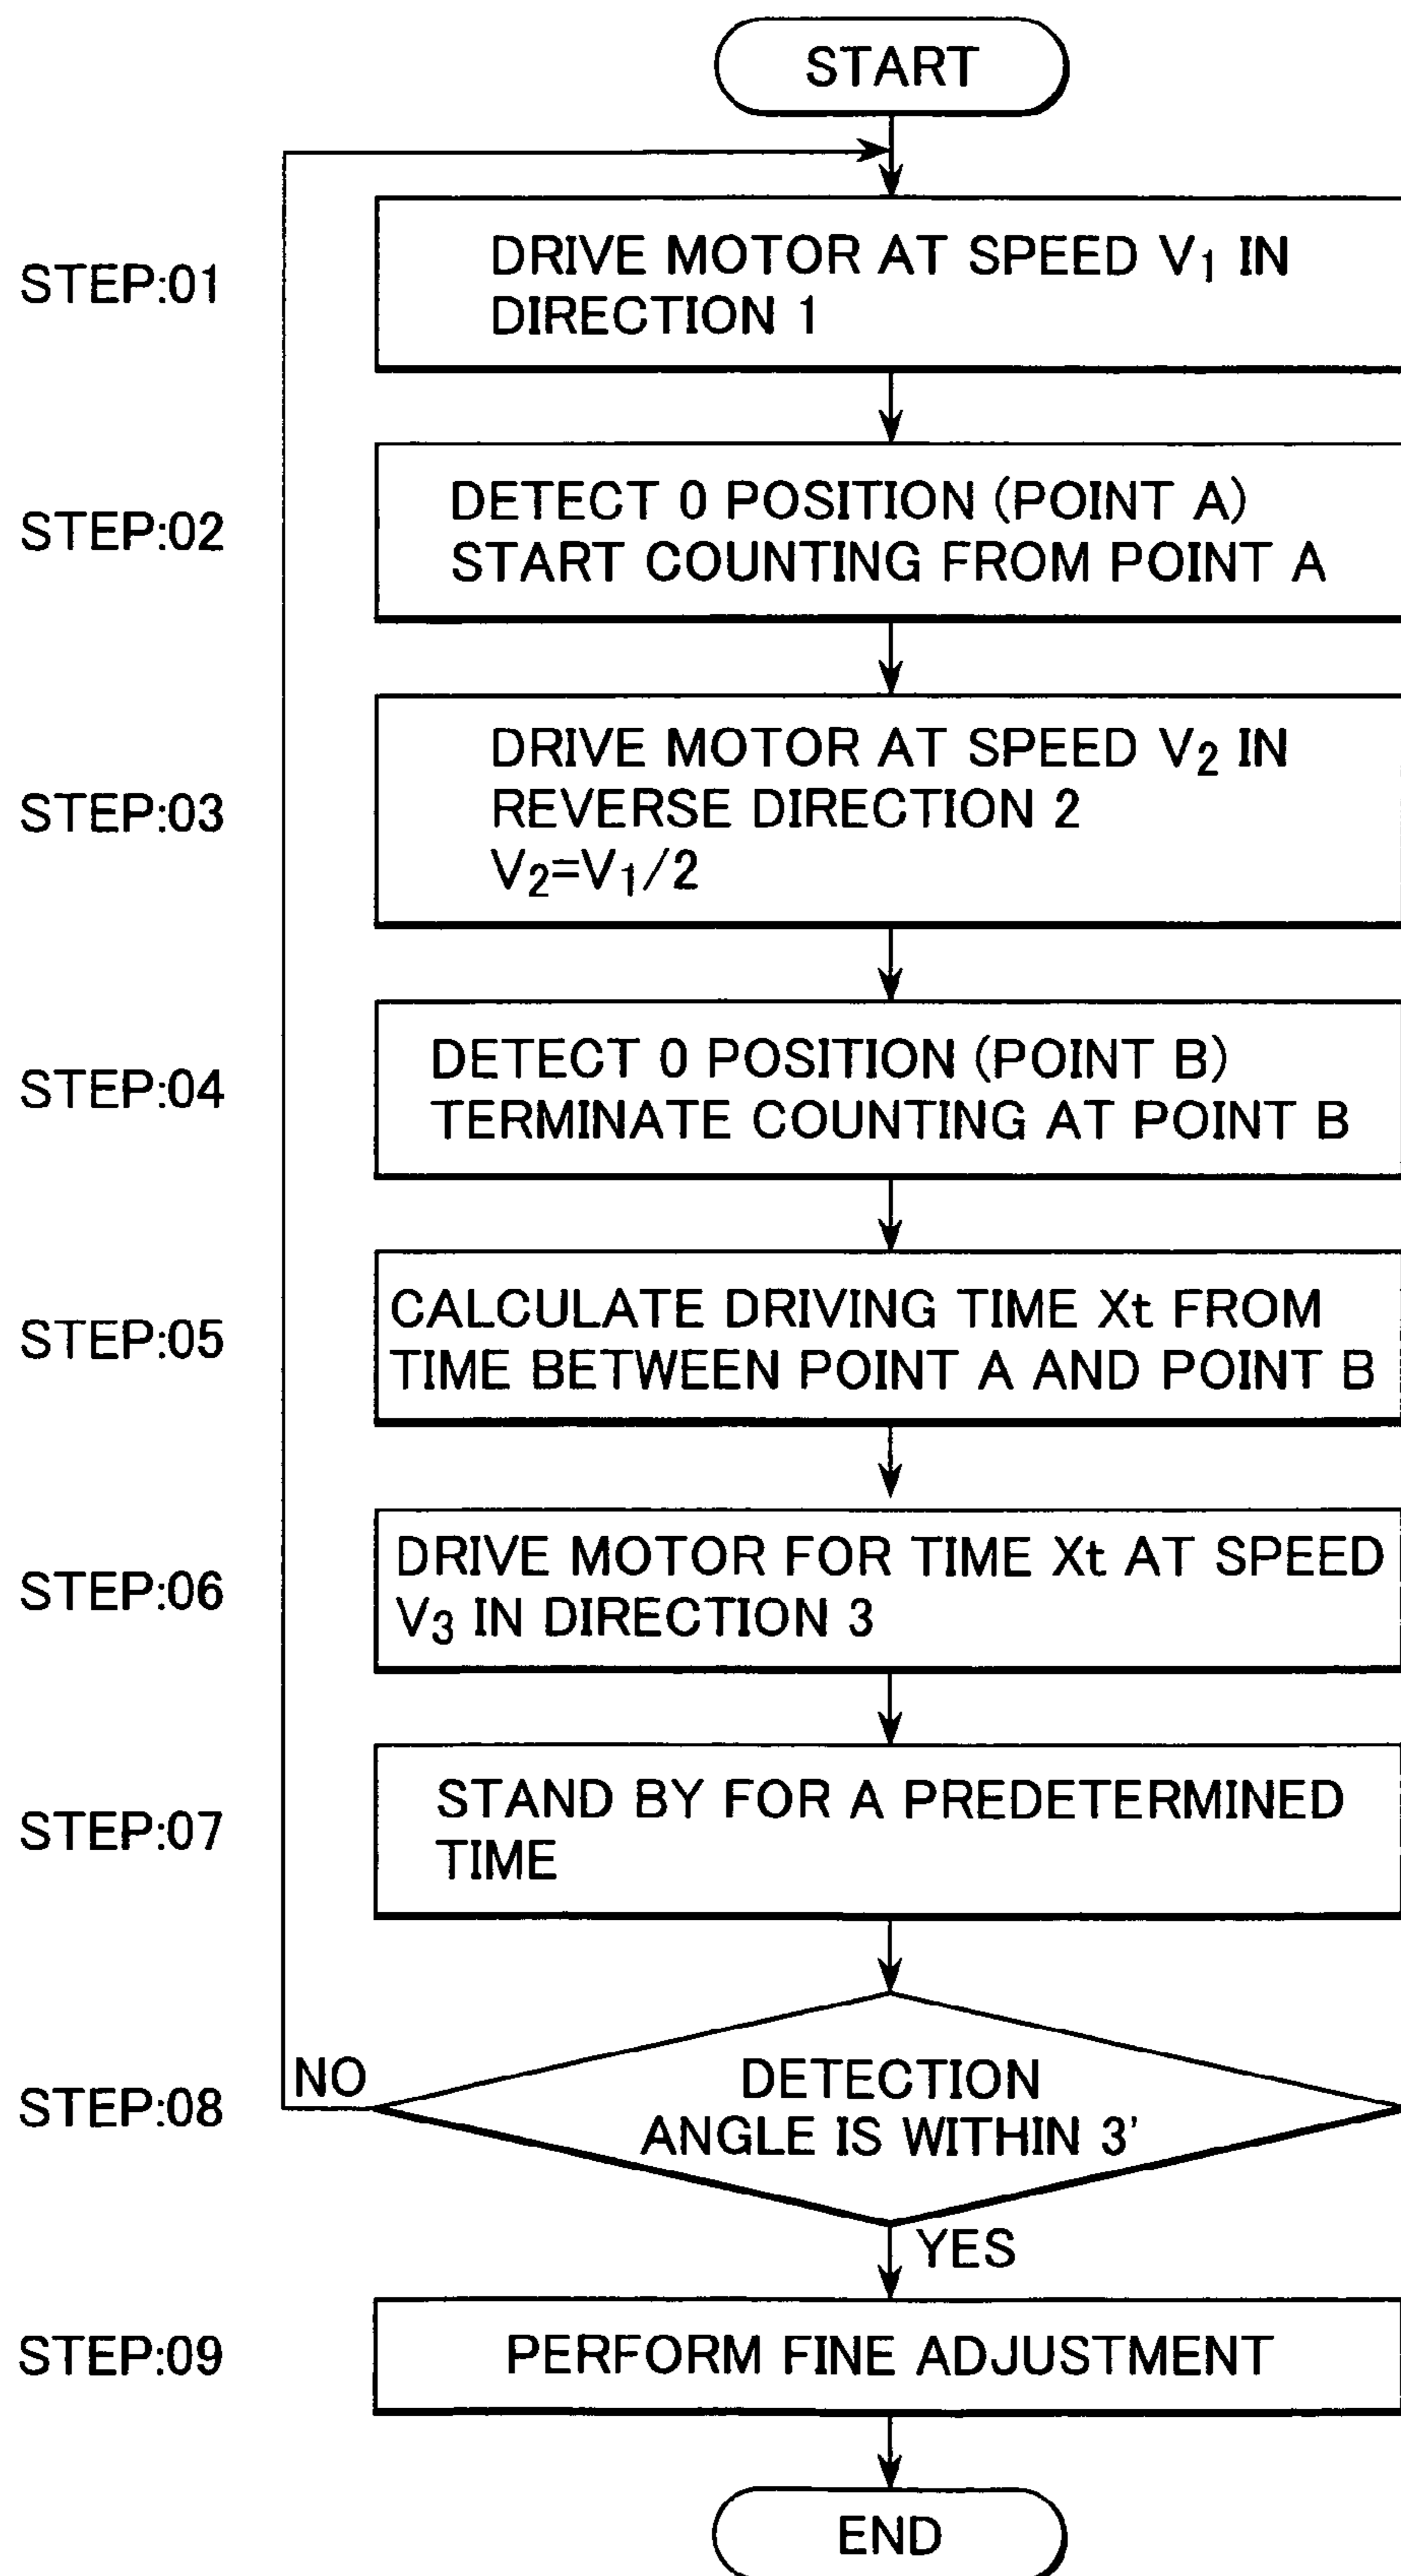 START
STEP:01
DRIVE MOTOR AT SPEED V₁ IN
DIRECTION 1
STEP:02
DETECT 0 POSITION (POINT A)
START COUNTING FROM POINT A
STEP:03
DRIVE MOTOR AT SPEED V₂ IN
REVERSE DIRECTION 2
V₂=V₁/2
STEP:04
DETECT 0 POSITION (POINT B)
TERMINATE COUNTING AT POINT B
STEP:05
CALCULATE DRIVING TIME Xt FROM
TIME BETWEEN POINT A AND POINT B
STEP:06
DRIVE MOTOR FOR TIME Xt AT SPEED
V₃ IN DIRECTION 3
STEP:07
STAND BY FOR A PREDETERMINED
TIME
STEP:08
NO
DETECTION
ANGLE IS WITHIN 3'
YES
STEP:09
PERFORM FINE ADJUSTMENT
END